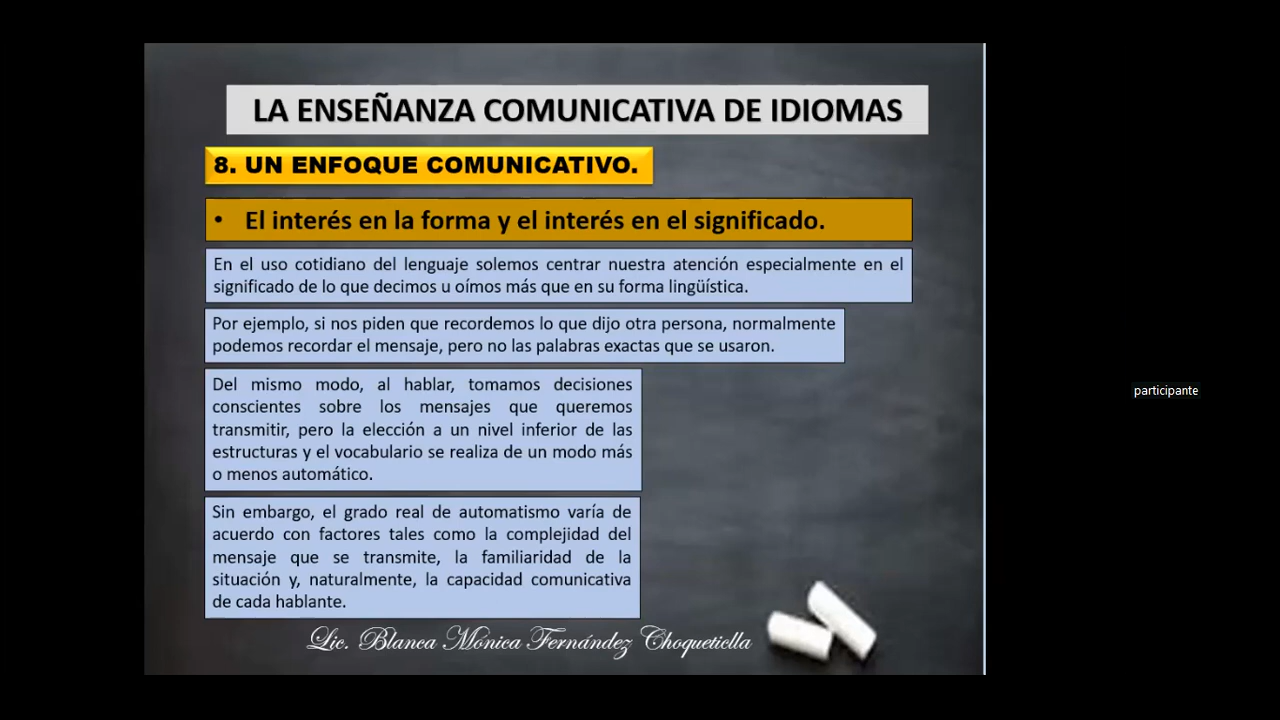 LA ENSEÑANZA COMUNICATIVA DE IDIOMAS
8. UN ENFOQUE COMUNICATIVO.
• El interés en la forma y el interés en el significado.
En el uso cotidiano del lenguaje solemos centrar nuestra atención especialmente en el
significado de lo que decimos u oímos más que en su forma lingüística.
Por ejemplo, si nos piden que recordemos lo que dijo otra persona, normalmente
podemos recordar el mensaje, pero no las palabras exactas que se usaron.
Del mismo modo, al hablar, tomamos decisiones
conscientes sobre los mensajes que queremos
transmitir, pero la elección a un nivel inferior de las
estructuras y el vocabulario se realiza de un modo más
o menos automático.
Sin embargo, el grado real de automatismo varía de
acuerdo con factores tales como la complejidad del
mensaje que se transmite, la familiaridad de la
situación y, naturalmente, la capacidad comunicativa
de cada hablante.
Lic. Blanca Mónica Fernández Choqueticlla
participante